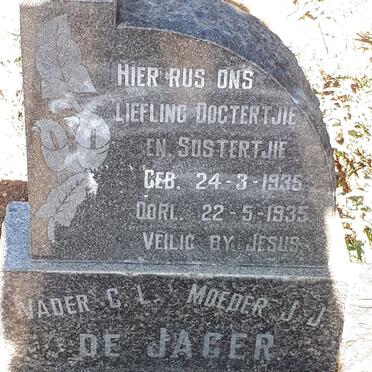 HIER RUS ONS
LIEFLING DOGTERTJIE
EN SUSTERTJIE
GEB. 24-3-1935
OORL. 22-5-1935
VEILIG BY JESUS
VADER C. L. MOEDER J. J.
DE JAGER